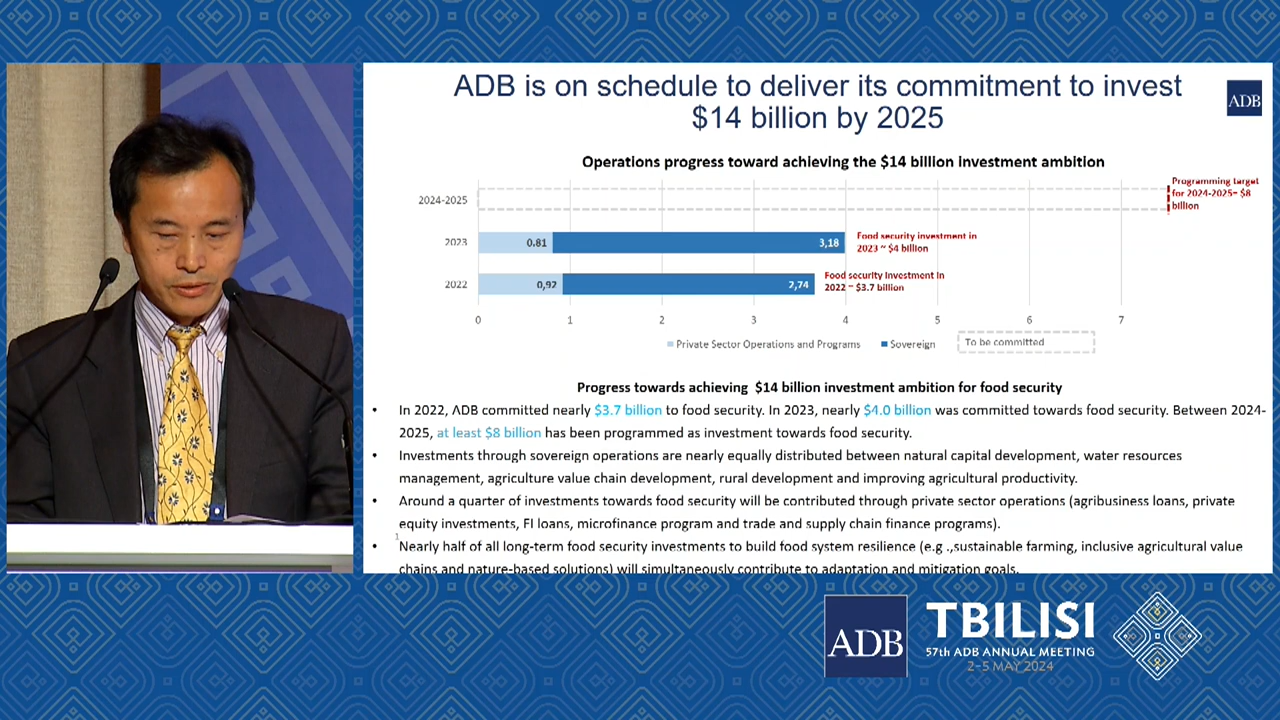 ADB is on schedule to deliver its commitment to invest
$14 billion by 2025
ADB
Operations progress toward achieving the $14 billion investment ambition
Programming target
for 2024-2025~ $8
billion
2024-2025
2023
0.81
3,18
Food security investment in
2023 ~ $4 billion
2022
0,92
2,74
Food security investment in
2022 ~ $3.7 billion
0 1 2 3 4 5 6 7
Private Sector Operations and Programs
Sovereign
To be committed
Progress towards achieving $14 billion investment ambition for food security
• In 2022, ADB committed nearly $3.7 billion to food security. In 2023, nearly $4.0 billion was committed towards food security. Between 2024-
2025, at least $8 billion has been programmed as investment towards food security.
• Investments through sovereign operations are nearly equally distributed between natural capital development, water resources
management, agriculture value chain development, rural development and improving agricultural productivity.
• Around a quarter of investments towards food security will be contributed through private sector operations (agribusiness loans, private
equity investments, FI loans, microfinance program and trade and supply chain finance programs).
1
• Nearly half of all long-term food security investments to build food system resilience (e.g .,sustainable farming, inclusive agricultural value
chains and nature-based solutions) will simultaneously contribute to adaptation and mitigation goals.
ADB
TBILISI
57th ADB ANNUAL MEETING
2–5 MAY 2024